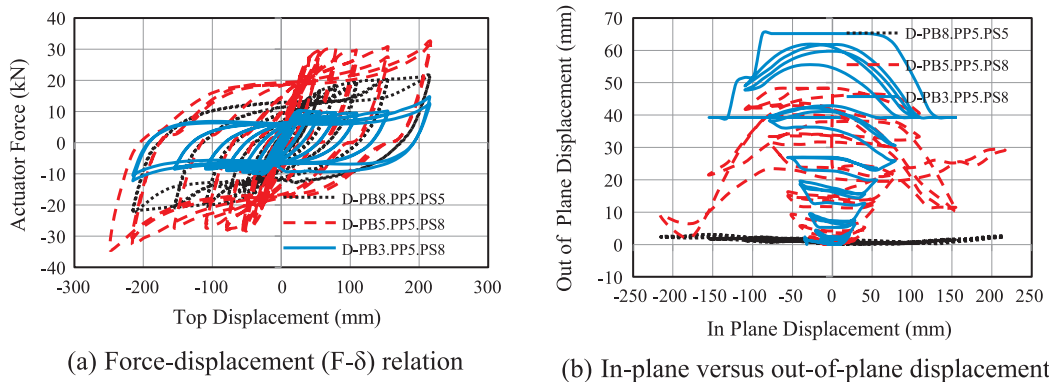 Actuator Force (kN)
40
30
20
10
0
-10
-20
-30
-40
D-PB8.PP5.PS5
D-PB5.PP5.PS8
D-PB3.PP5.PS8
-300 -200 -100 0 100 200 300
Top Displacement (mm)
(a) Force-displacement (F-δ) relation
Out of Plane Displacement (mm)
70
60
50
40
30
20
10
0
-10
D-PB8.PP5.PS5
D-PB5.PP5.PS8
D-PB3.PP5.PS8
-250 -200 -150 -100 -50 0 50 100 150 200 250
In Plane Displacement (mm)
(b) In-plane versus out-of-plane displacement